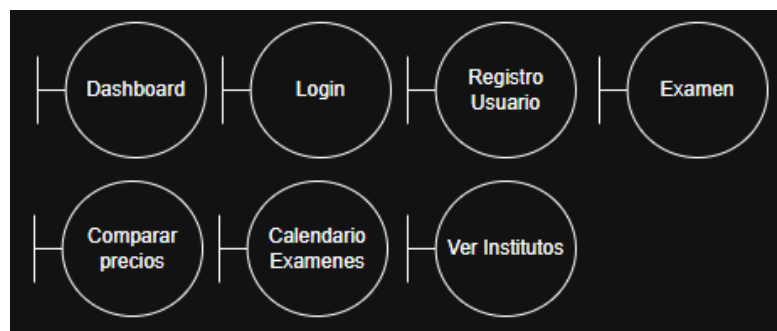 Dashboard
Login
Registro
Usuario
Examen
Comparar
precios
Calendario
Examenes
Ver Institutos